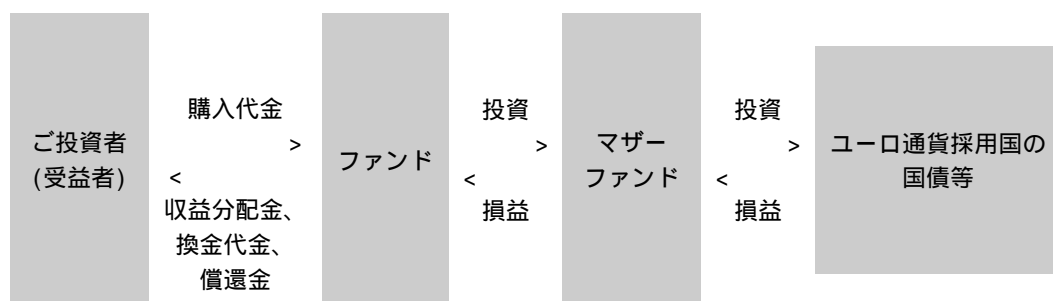 ご投資者
(受益者)
購入代金
>
<
収益分配金、
換金代金、
償還金
ファンド
投資
>
<
損益
マザー
ファンド
投資
>
<
損益
ユーロ通貨採用国の
国債等